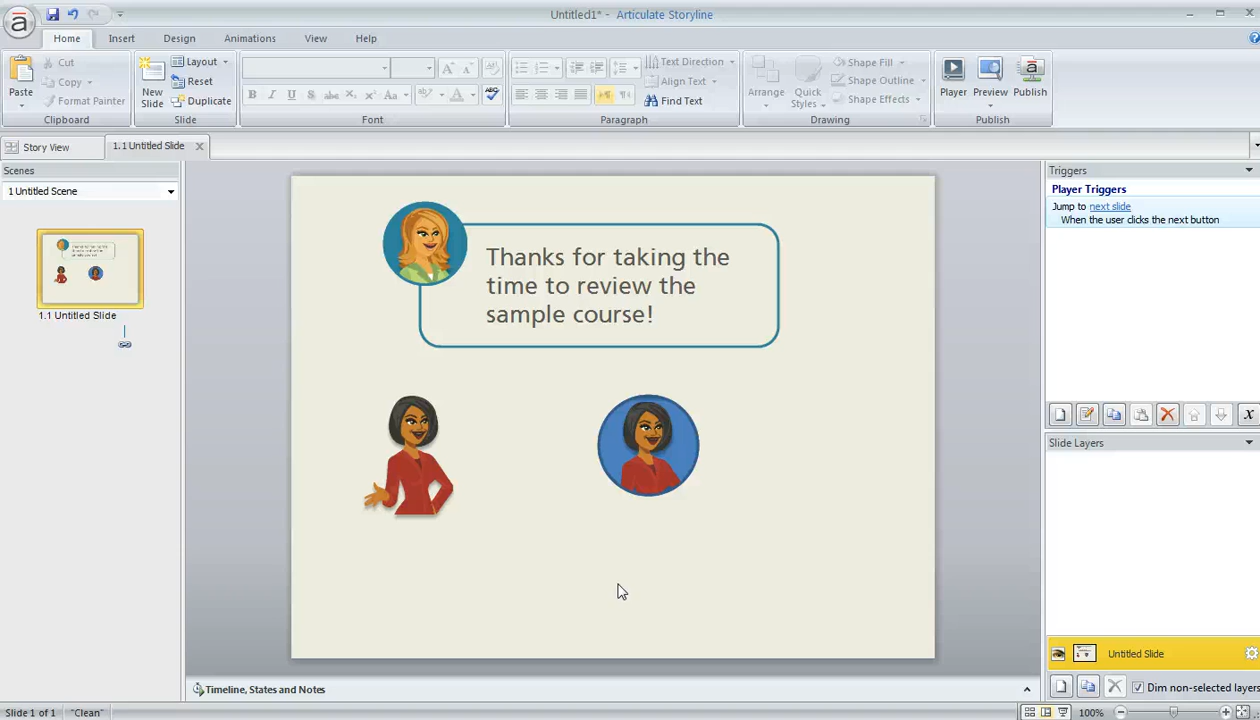 Untitled1* - Articulate Storyline
Home Insert Design Animations View Help
Paste
Cut
Copy
Format Painter
Clipboard
New Slide
Layout
Reset
Duplicate
Slide
B I U S abc
Aa
A
ABC
Font
Text Direction
Align Text
Find Text
Paragraph
Arrange
Quick Styles
Shape Fill
Shape Outline
Shape Effects
Drawing
Player
Preview
Publish
Publish
Story View
1.1 Untitled Slide
Scenes
1 Untitled Scene
1.1 Untitled Slide
Thanks for taking the
time to review the
sample course!
Triggers
Player Triggers
Jump to next slide
When the user clicks the next button
Slide Layers
Untitled Slide
Dim non-selected layers
Timeline, States and Notes
Slide 1 of 1 "Clean"
100%